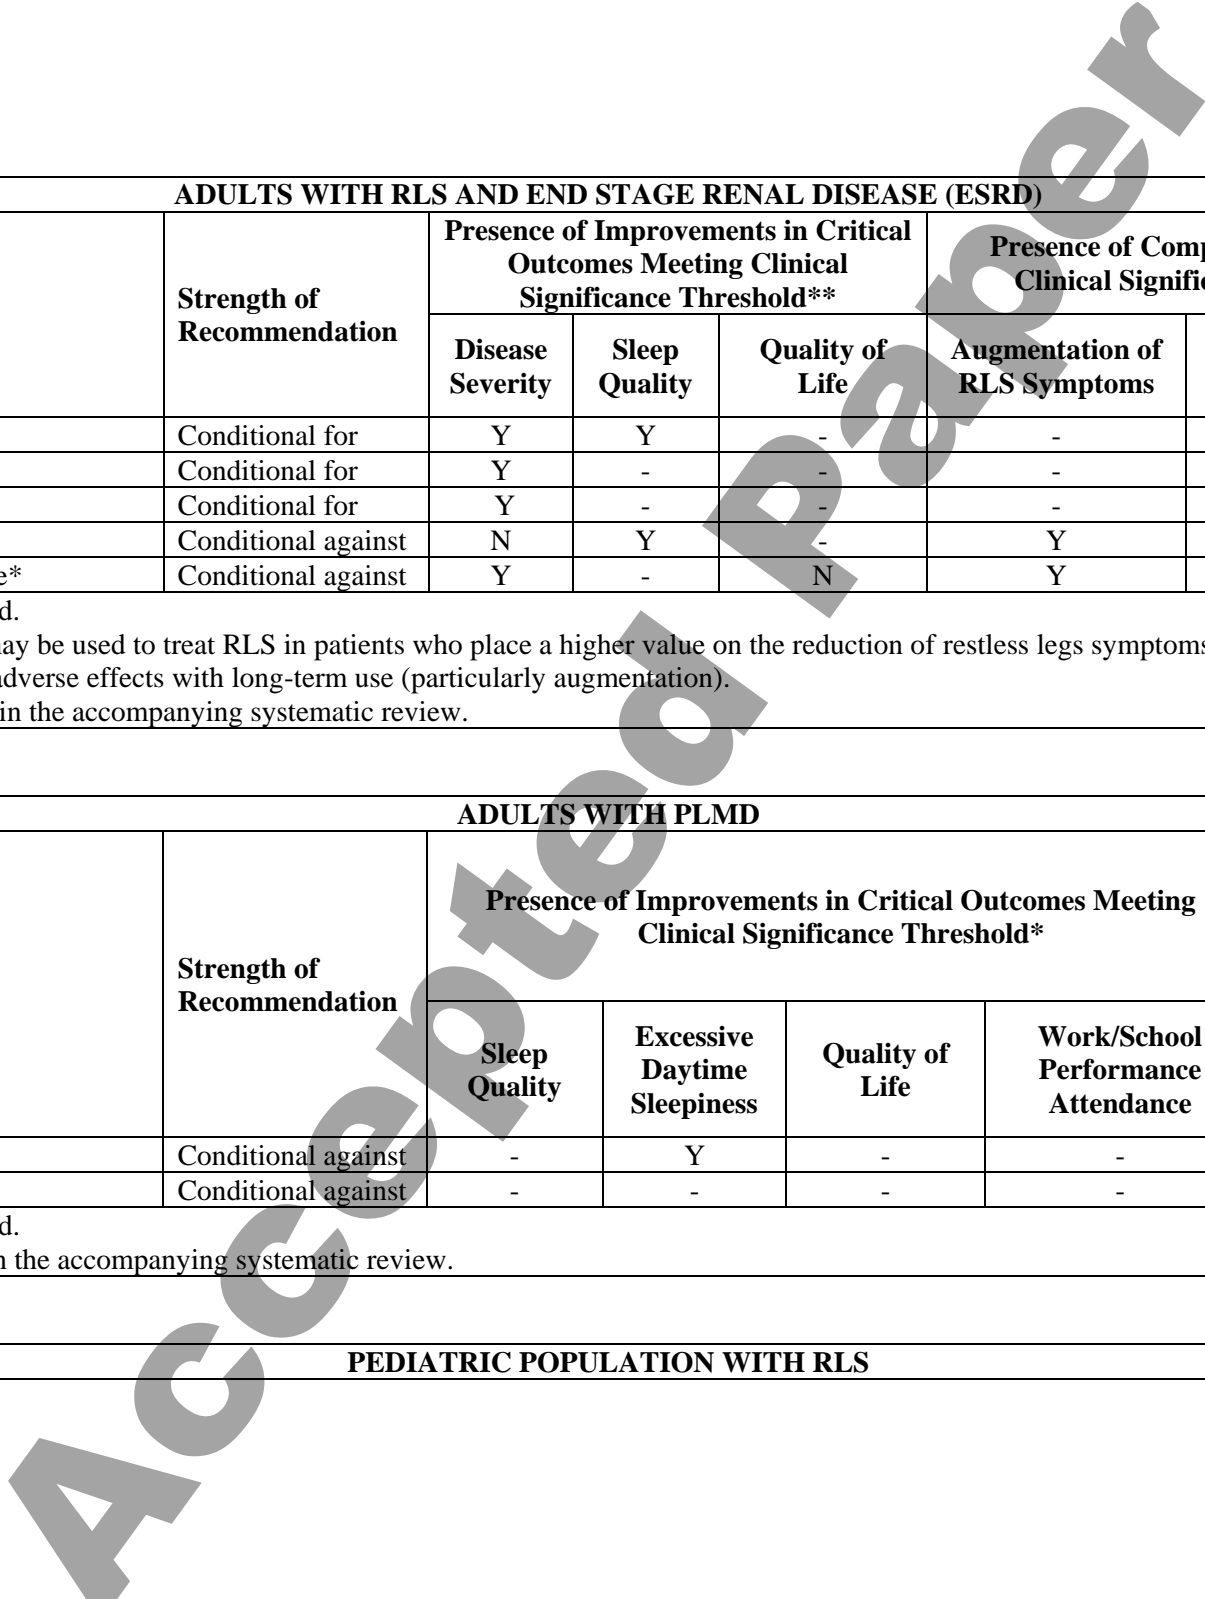 ADULTS WITH RLS AND END STAGE RENAL DISEASE (ESRD)
Strength of
Recommendation
Presence of Improvements in Critical
Outcomes Meeting Clinical
Significance Threshold**
Presence of Comp
Clinical Signific
Disease
Severity
Sleep
Quality
Quality of
Life
Augmentation of
RLS Symptoms
Conditional for Y Y - -
Conditional for Y - - -
Conditional for Y - - -
Conditional against N Y - Y
e* Conditional against Y - N Y
d.
may be used to treat RLS in patients who place a higher value on the reduction of restless legs symptoms
adverse effects with long-term use (particularly augmentation).
in the accompanying systematic review.
ADULTS WITH PLMD
Strength of
Recommendation
Presence of Improvements in Critical Outcomes Meeting
Clinical Significance Threshold*
Sleep
Quality
Excessive
Daytime
Sleepiness
Quality of
Life
Work/School
Performance
Attendance
Conditional against - Y - -
Conditional against - - - -
d.
n the accompanying systematic review.
PEDIATRIC POPULATION WITH RLS
Accepted Paper